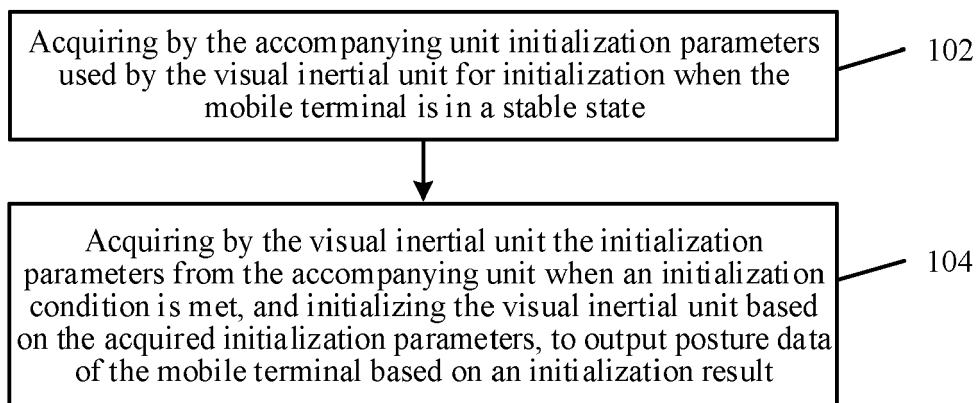 Acquiring by the accompanying unit initialization parameters
used by the visual inertial unit for initialization when the
mobile terminal is in a stable state
102
Acquiring by the visual inertial unit the initialization
parameters from the accompanying unit when an initialization
condition is met, and initializing the visual inertial unit based
on the acquired initialization parameters, to output posture data
of the mobile terminal based on an initialization result
104